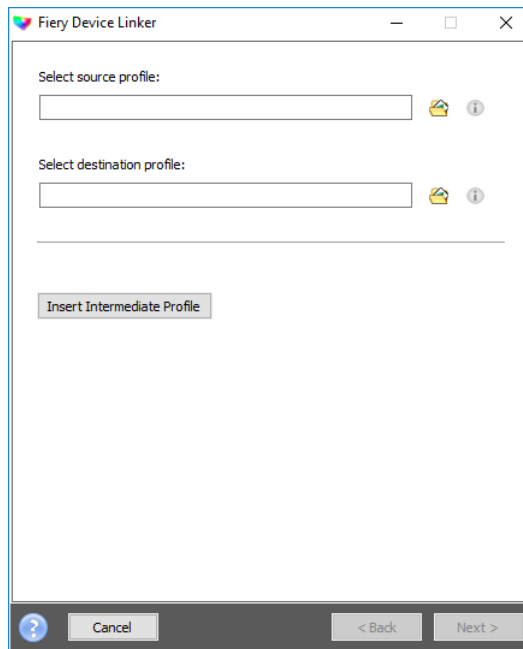 Fiery Device Linker
Select source profile:
Select destination profile:
Insert Intermediate Profile
? Cancel < Back Next >